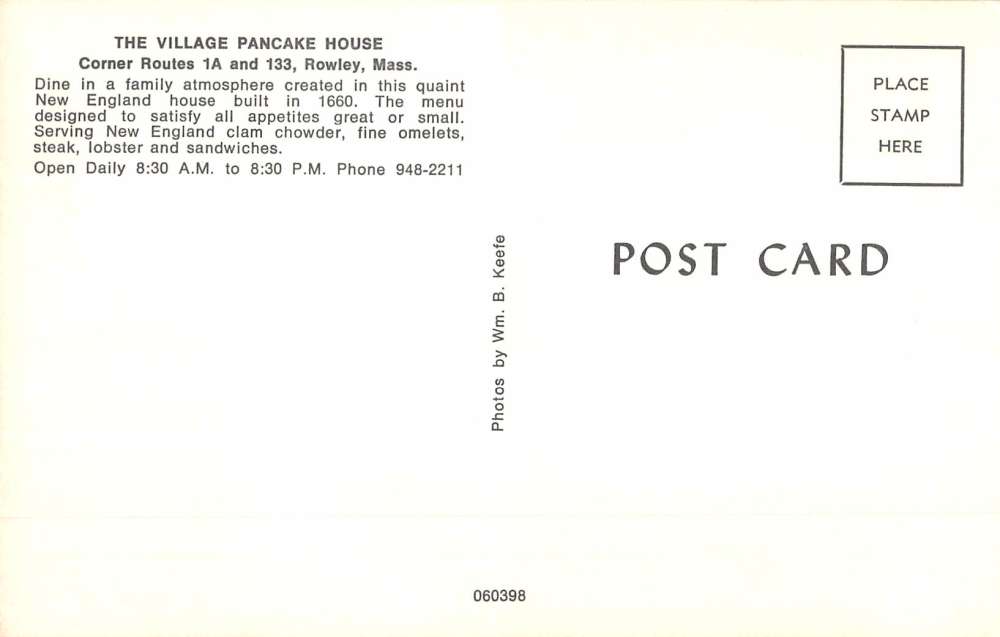 THE VILLAGE PANCAKE HOUSE
Corner Routes 1A and 133, Rowley, Mass.
Dine in a family atmosphere created in this quaint
New England house built in 1660. The menu
designed to satisfy all appetites great or small.
Serving New England clam chowder, fine omelets,
steak, lobster and sandwiches.
Open Daily 8:30 A.M. to 8:30 P.M. Phone 948-2211
PLACE
STAMP
HERE
POST CARD
Photos by Wm. B. Keefe
060398